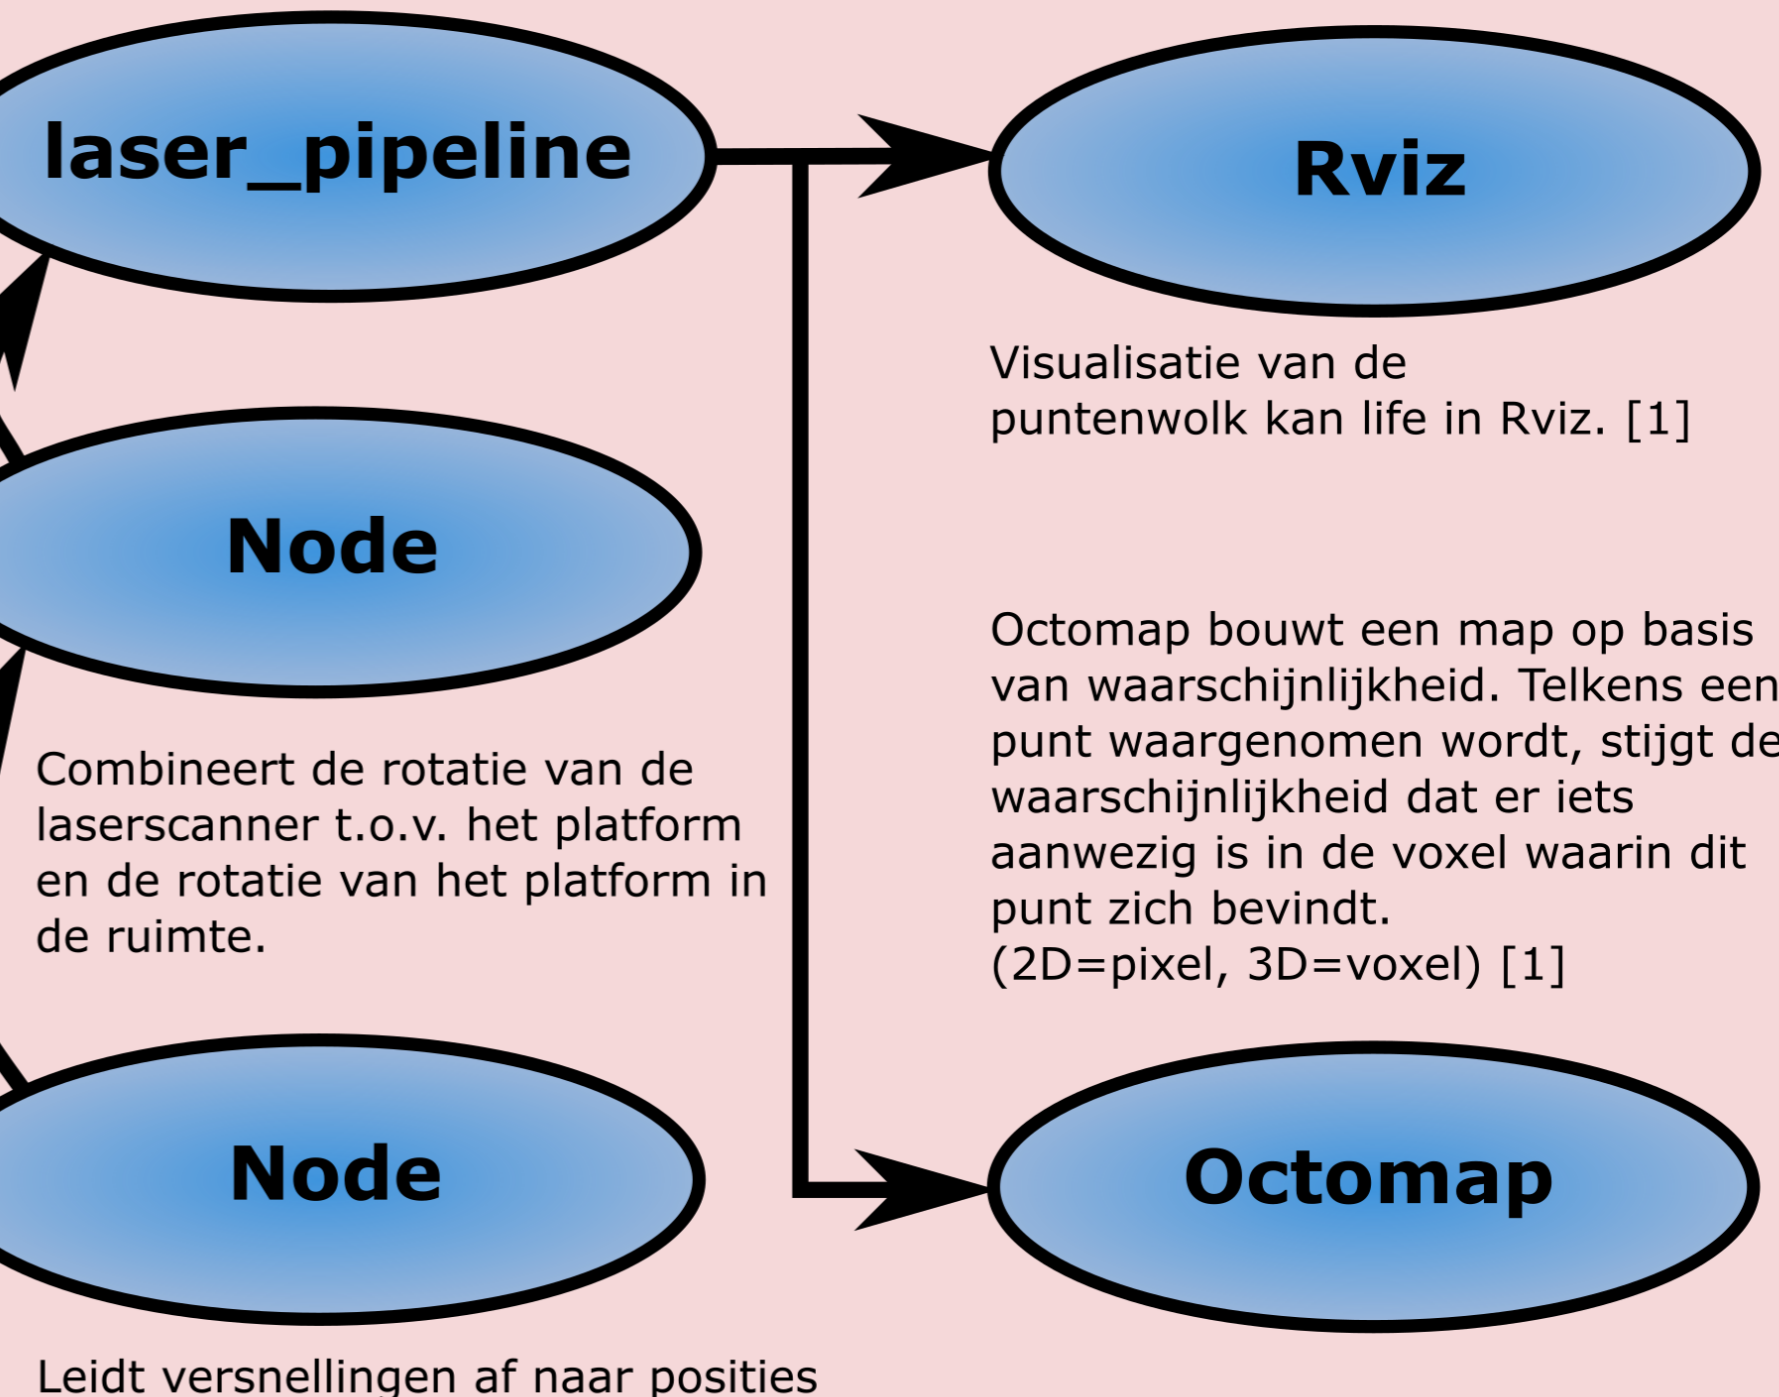 laser_pipeline
Rviz
Visualisatie van de
puntenwolk kan life in Rviz. [1]
Node
Combineert de rotatie van de
laserscanner t.o.v. het platform
en de rotatie van het platform in
de ruimte.
Octomap bouwt een map op basis
van waarschijnlijkheid. Telkens een
punt waargenomen wordt, stijgt de
waarschijnlijkheid dat er iets
aanwezig is in de voxel waarin dit
punt zich bevindt.
(2D=pixel, 3D=voxel) [1]
Node
Octomap
Leidt versnellingen af naar posities